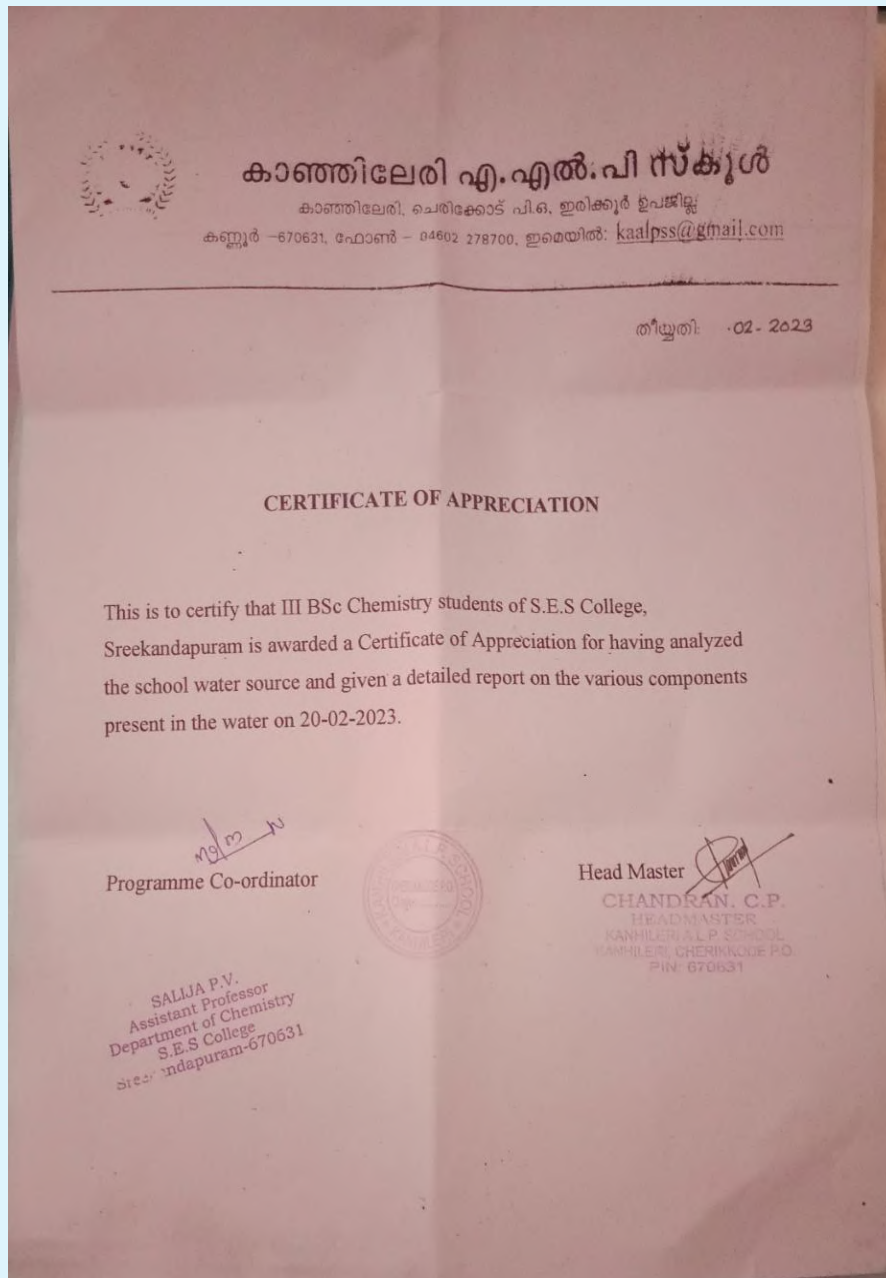 കാഞ്ഞിലേരി എ.എൽ.പി സ്കൂൾ
കാഞ്ഞിലേരി, ചെരിക്കോട് പി.ഒ, ഇരിക്കൂർ ഉപജില്ല
കണ്ണൂർ -670631, ഫോൺ - 04602 278700, ഇമെയിൽ: kaalpss@gmail.com
തീയ്യതി: .02-2023
CERTIFICATE OF APPRECIATION
This is to certify that III BSc Chemistry students of S.E.S College,
Sreekandapuram is awarded a Certificate of Appreciation for having analyzed
the school water source and given a detailed report on the various components
present in the water on 20-02-2023.
Programme Co-ordinator
Head Master
CHANDRAN. C.P.
HEADMASTER
KANHILERI A.L.P. SCHOOL
KANHILERI, CHERIKKODE P.O.
PIN: 670631
SALIJA P.V.
Assistant Professor
Department of Chemistry
S.E.S College
ndapuram-670631